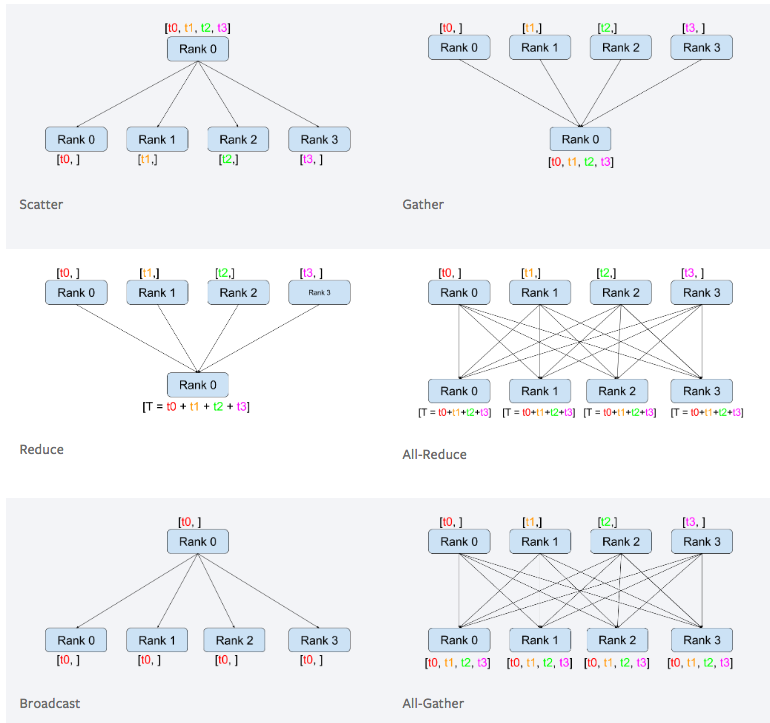 [t0, t1, t2, t3]
Rank 0
Rank 0 Rank 1 Rank 2 Rank 3
[t0, ] [t1,] [t2,] [t3, ]
Scatter
[t0, ] [t1,] [t2,] [t3, ]
Rank 0 Rank 1 Rank 2 Rank 3
Rank 0
[t0, t1, t2, t3]
Gather
[t0, ] [t1,] [t2,] [t3, ]
Rank 0 Rank 1 Rank 2 Rank 3
Rank 0
[T = t0 + t1 + t2 + t3]
Reduce
[t0, ] [t1,] [t2,] [t3, ]
Rank 0 Rank 1 Rank 2 Rank 3
Rank 0 Rank 1 Rank 2 Rank 3
[T = t0+t1+t2+t3] [T = t0+t1+t2+t3] [T = t0+t1+t2+t3] [T = t0+t1+t2+t3]
All-Reduce
[t0, ]
Rank 0
Rank 0 Rank 1 Rank 2 Rank 3
[t0, ] [t0, ] [t0, ] [t0, ]
Broadcast
[t0, ] [t1,] [t2,] [t3, ]
Rank 0 Rank 1 Rank 2 Rank 3
Rank 0 Rank 1 Rank 2 Rank 3
[t0, t1, t2, t3] [t0, t1, t2, t3] [t0, t1, t2, t3] [t0, t1, t2, t3]
All-Gather